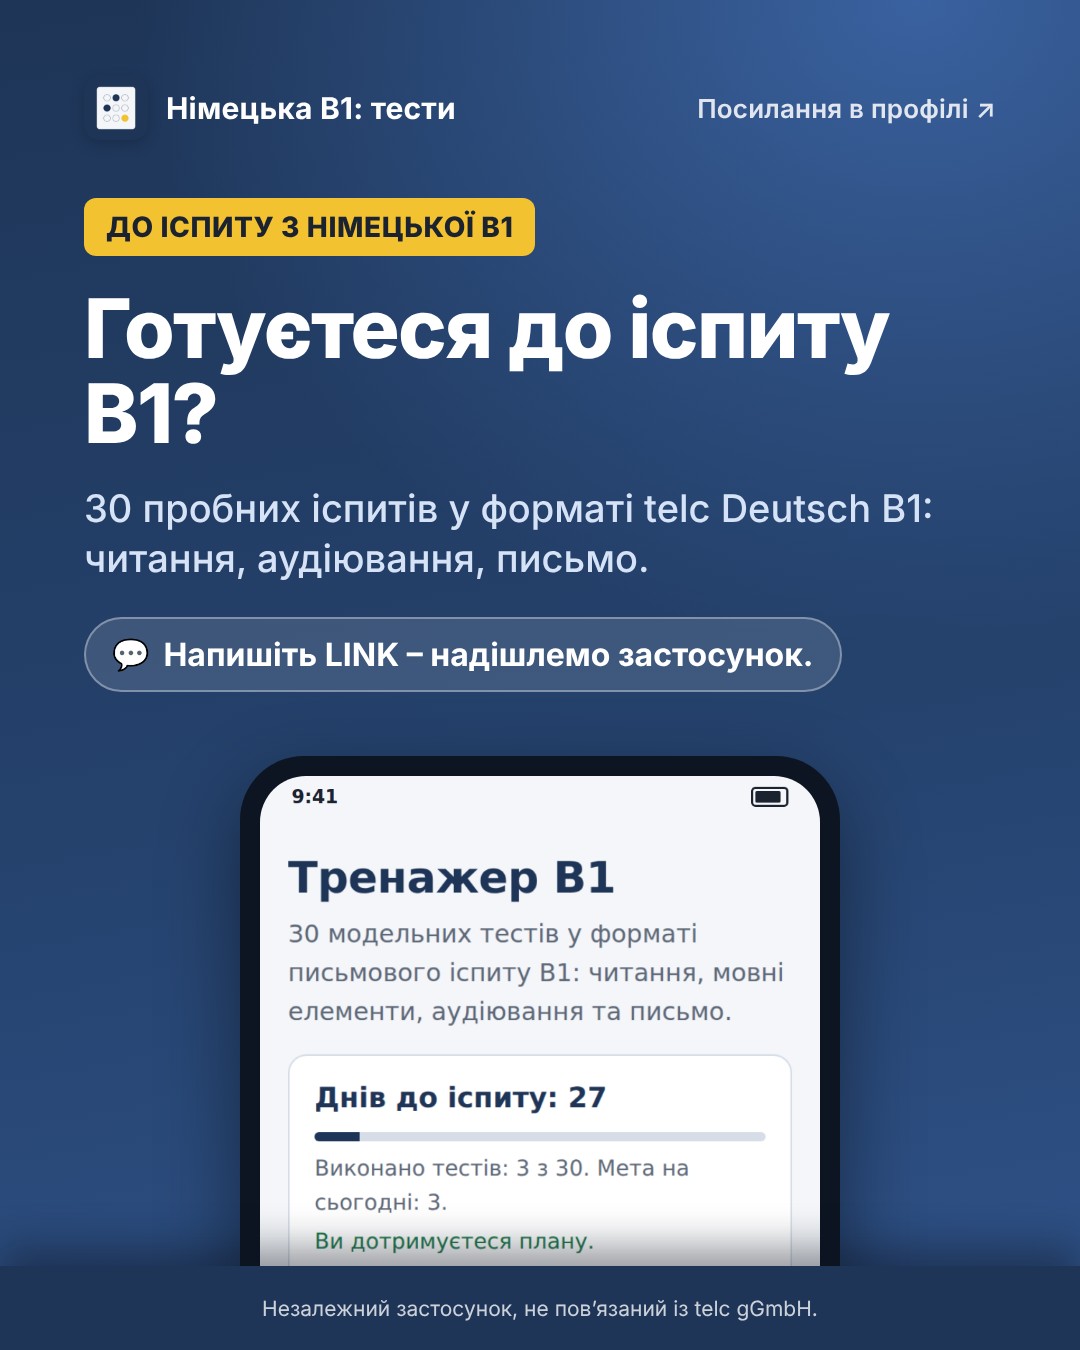 Німецька B1: тести
Посилання в профілі ↗
ДО ІСПИТУ З НІМЕЦЬКОЇ B1
Готуєтеся до іспиту
B1?
30 пробних іспитів у форматі telc Deutsch B1:
читання, аудіювання, письмо.
💬 Напишіть LINK – надішлемо застосунок.
9:41
Тренажер B1
30 модельних тестів у форматі
письмового іспиту B1: читання, мовні
елементи, аудіювання та письмо.
Днів до іспиту: 27
Виконано тестів: 3 з 30. Мета на
сьогодні: 3.
Ви дотримуєтеся плану.
Незалежний застосунок, не пов’язаний із telc gGmbH.